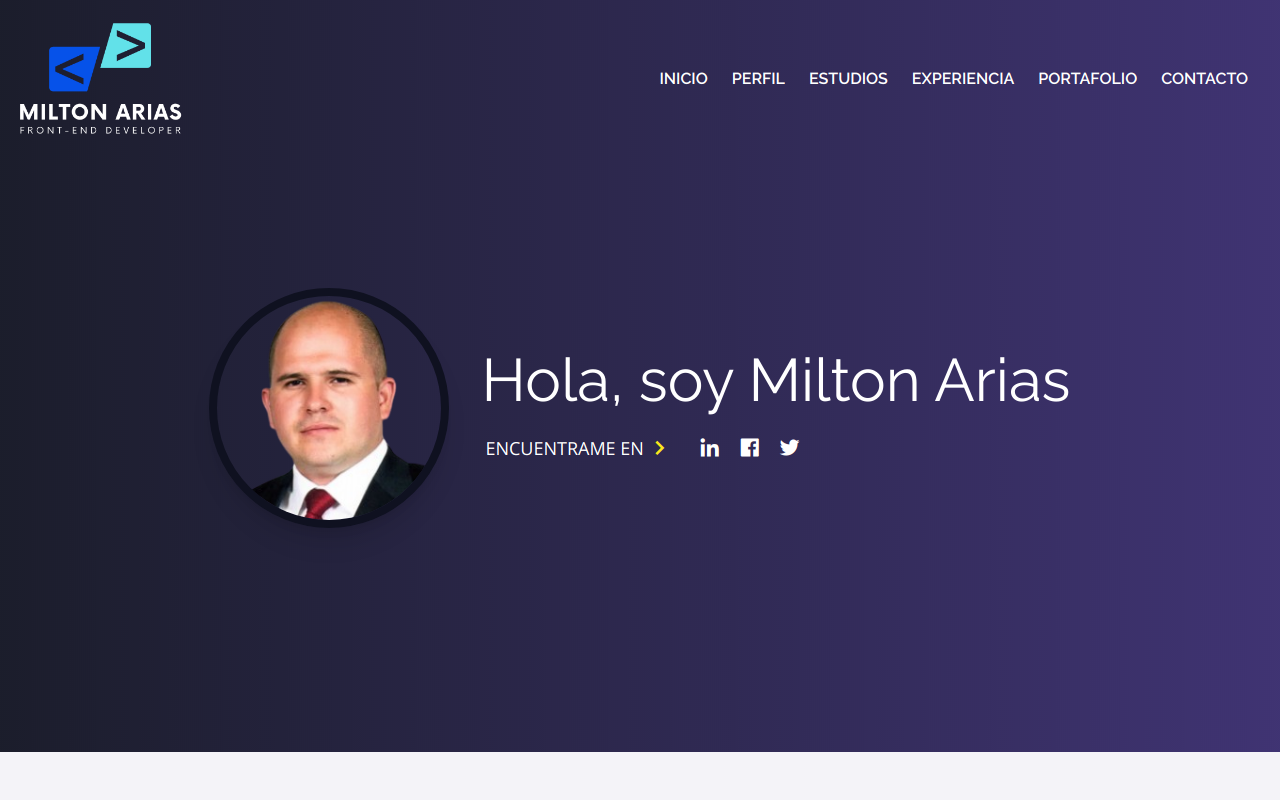 < >
MILTON ARIAS
FRONT-END DEVELOPER
INICIO PERFIL ESTUDIOS EXPERIENCIA PORTAFOLIO CONTACTO
Hola, soy Milton Arias
ENCUENTRAME EN